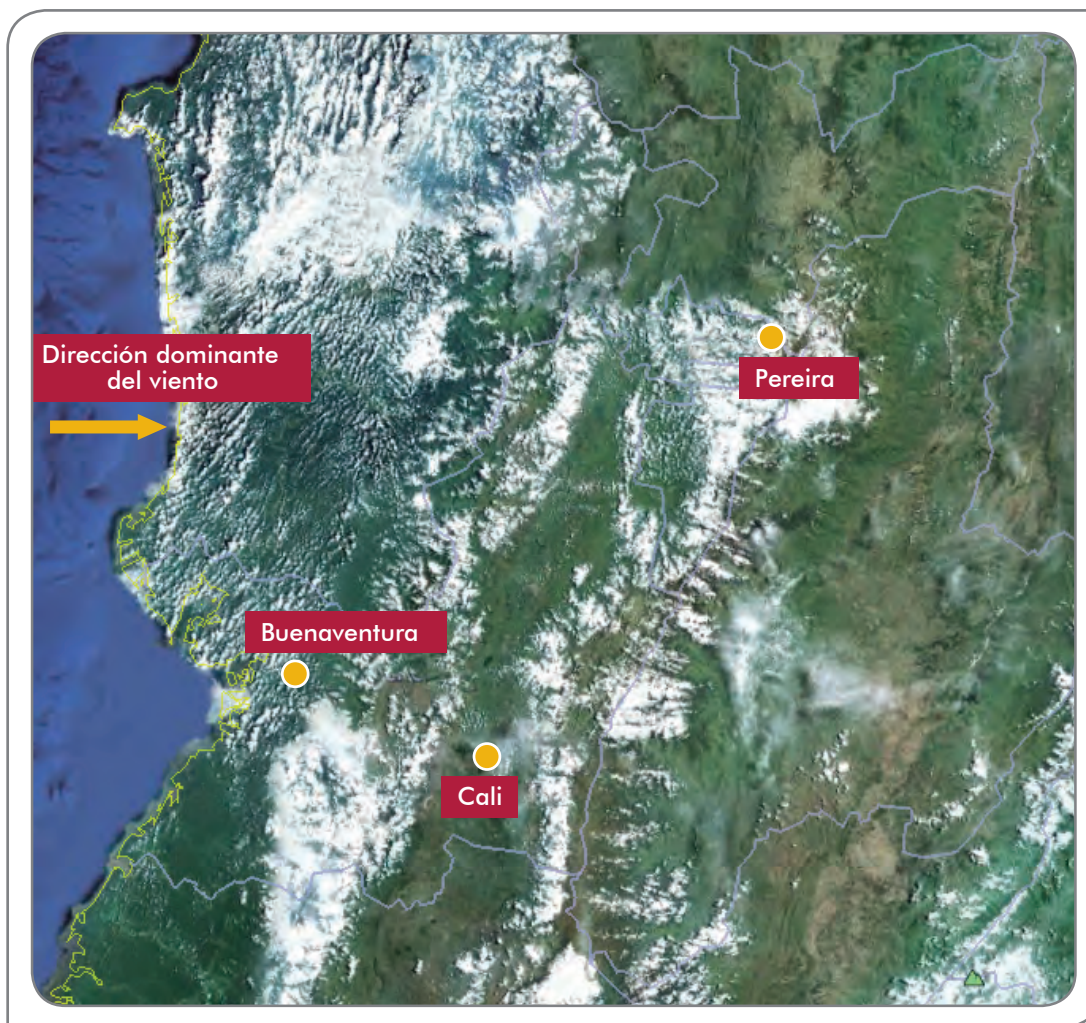 Dirección dominante
del viento
Pereira
Buenaventura
Cali